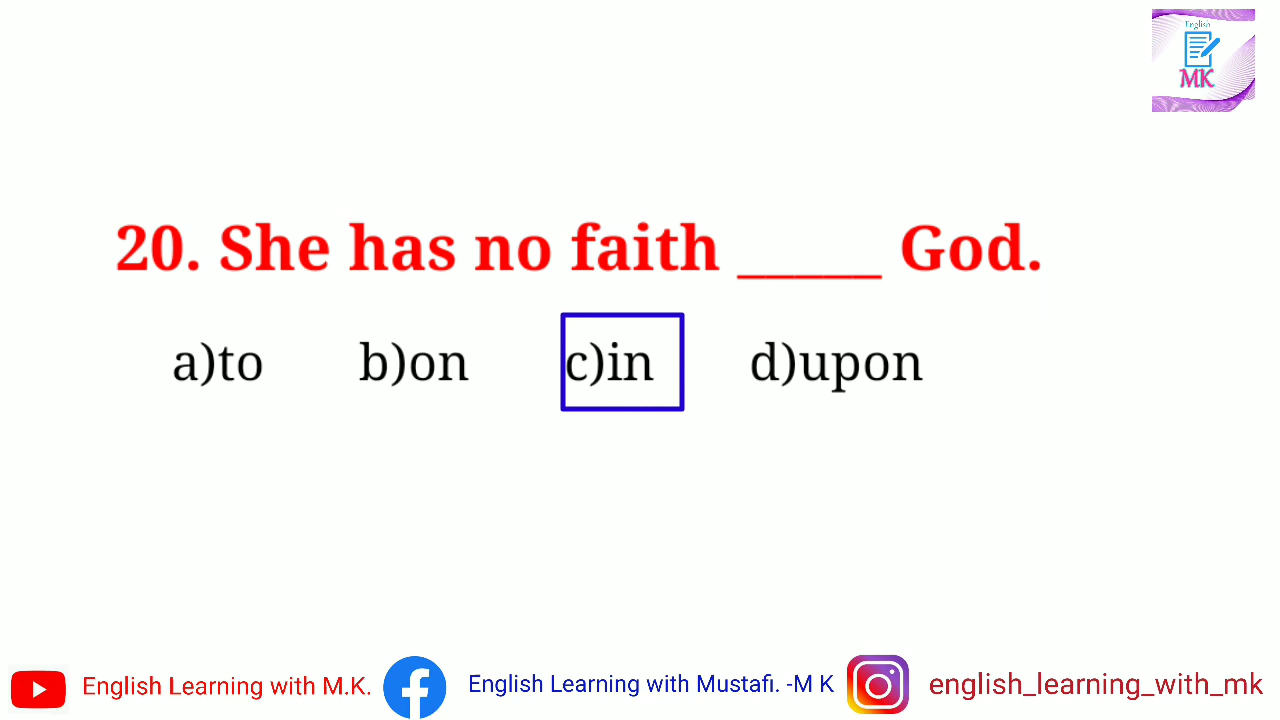 English
MK
20. She has no faith _____ God.
a)to b)on c)in d)upon
English Learning with M.K. English Learning with Mustafi. -M K english_learning_with_mk